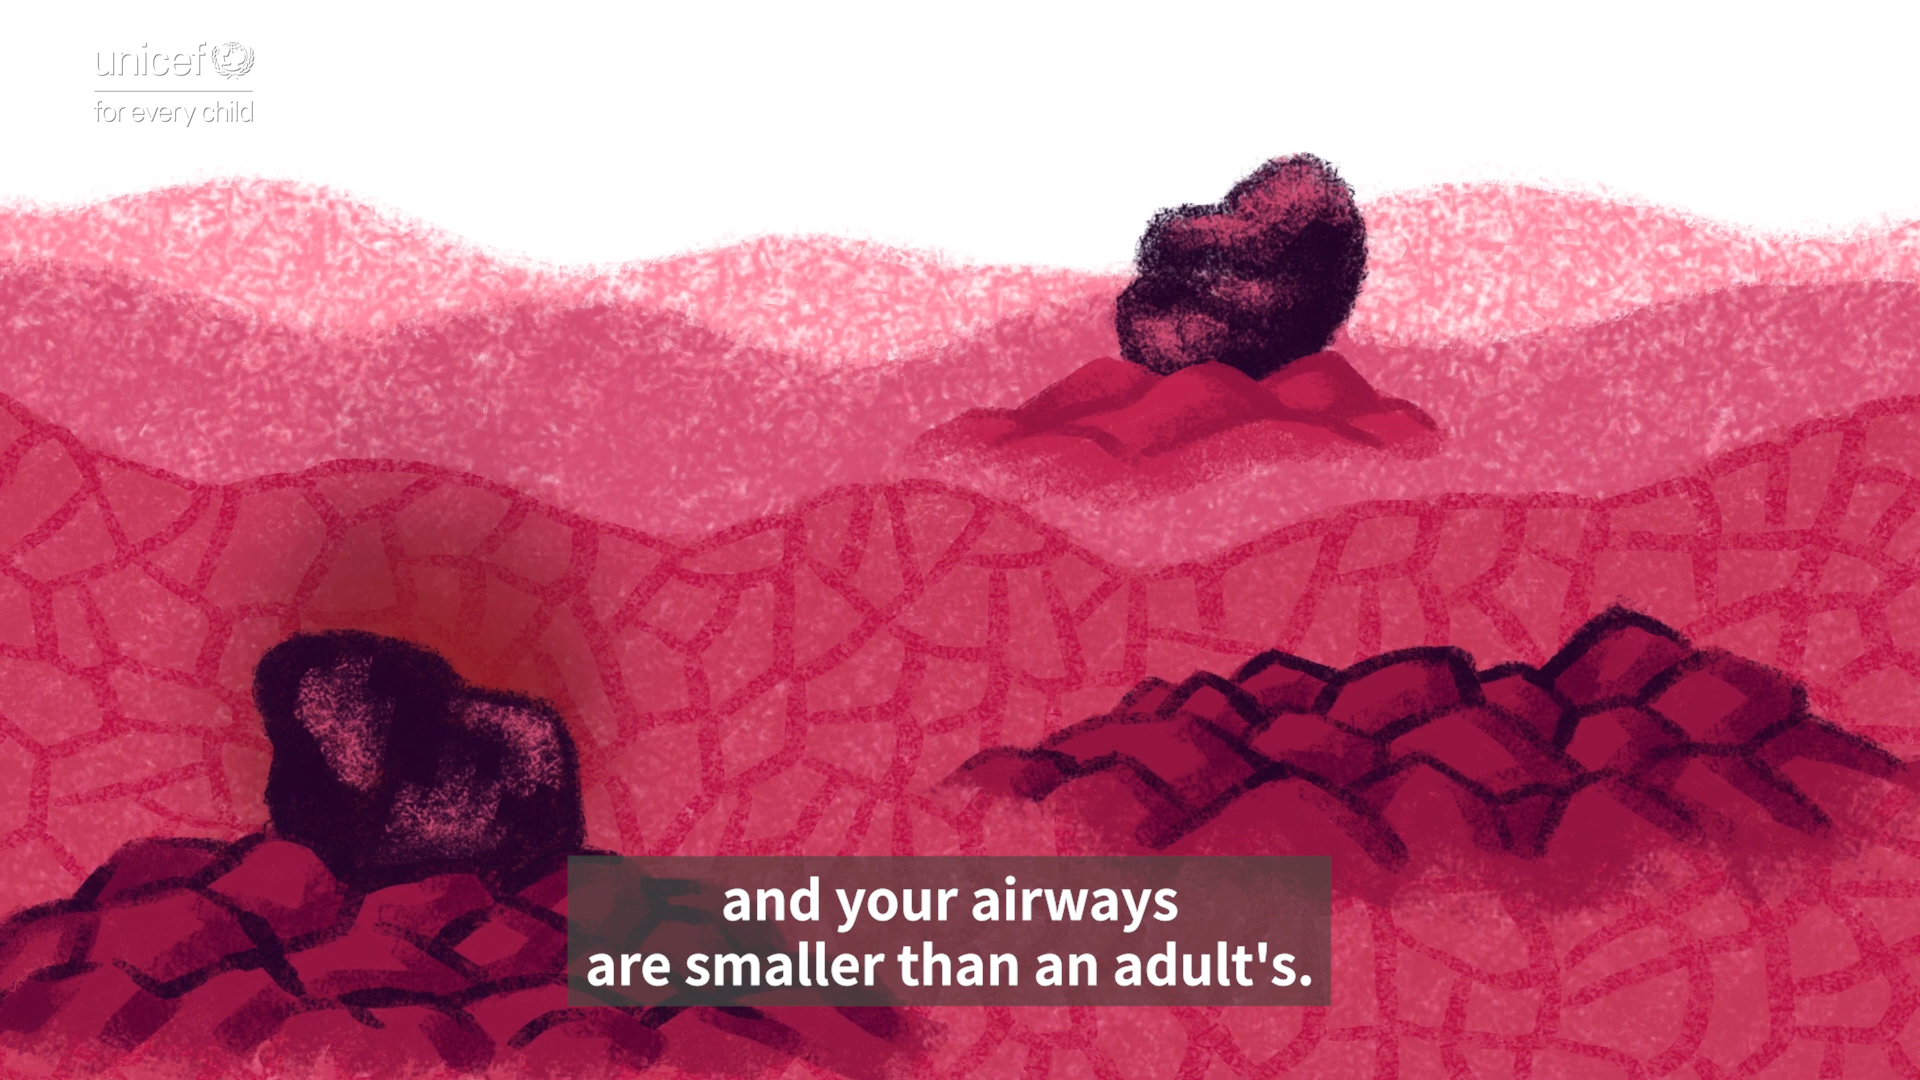 unicef
for every child
and your airways
are smaller than an adult's.